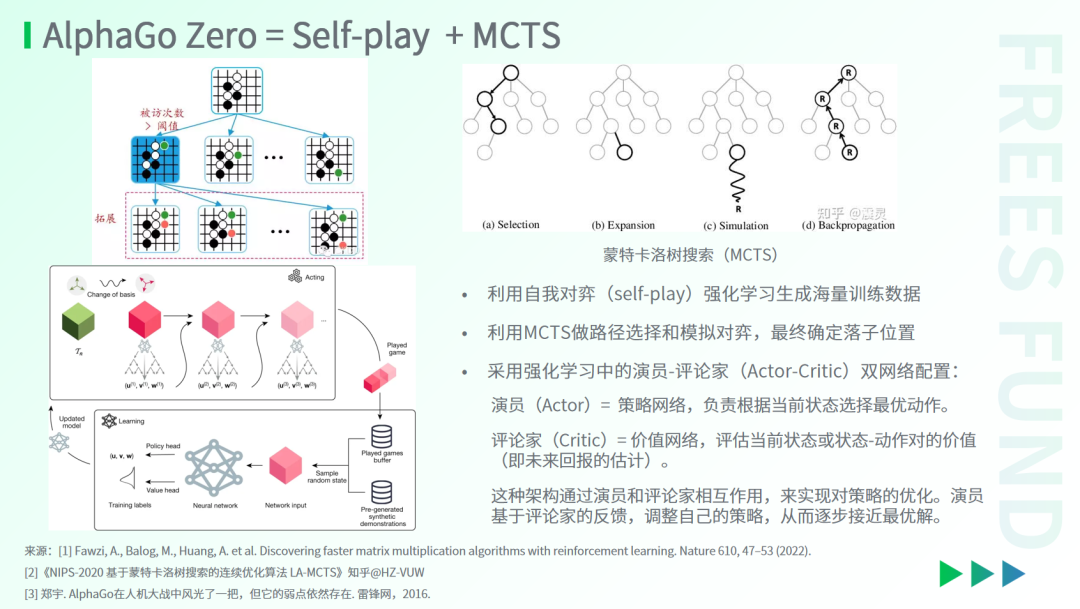 AlphaGo Zero = Self-play + MCTS
被访次数
> 阈值
拓展
R
R
R
R
R
(a) Selection
(b) Expansion
(c) Simulation
(d) Backpropagation
知乎 @震灵
蒙特卡洛树搜索（MCTS）
Change of basis
Acting
...
(u⁽¹⁾, v⁽¹⁾, w⁽¹⁾)
(u⁽²⁾, v⁽²⁾, w⁽²⁾)
(u⁽³⁾, v⁽³⁾, w⁽³⁾)
Played
game
Updated
model
Learning
Policy head
(u, v, w)
Value head
Training labels
Neural network
Network input
Sample
random state
Played games
buffer
Pre-generated
synthetic
demonstrations
• 利用自我对弈（self-play）强化学习生成海量训练数据
• 利用MCTS做路径选择和模拟对弈，最终确定落子位置
• 采用强化学习中的演员-评论家（Actor-Critic）双网络配置：
演员（Actor）= 策略网络，负责根据当前状态选择最优动作。
评论家（Critic）= 价值网络，评估当前状态或状态-动作对的价值
（即未来回报的估计）。
这种架构通过演员和评论家相互作用，来实现对策略的优化。演员
基于评论家的反馈，调整自己的策略，从而逐步接近最优解。
FREES FUND
来源：[1] Fawzi, A., Balog, M., Huang, A. et al. Discovering faster matrix multiplication algorithms with reinforcement learning. Nature 610, 47–53 (2022).
[2]《NIPS-2020 基于蒙特卡洛树搜索的连续优化算法 LA-MCTS》知乎@HZ-VUW
[3] 郑宇. AlphaGo在人机大战中风光了一把，但它的弱点依然存在. 雷锋网，2016.